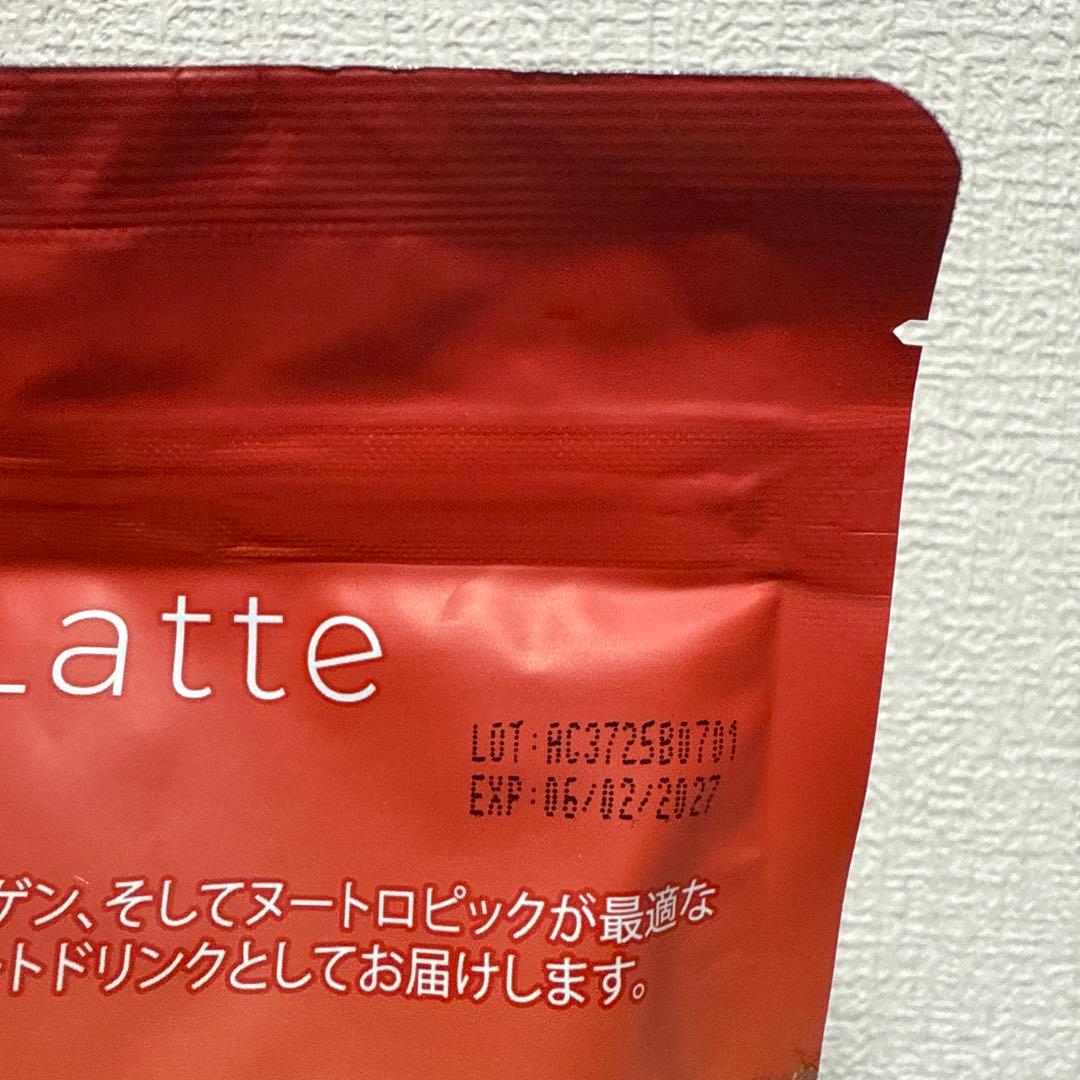 Latte
LOT:AC3725B0701
EXP:06/02/2027
ゲン、そしてヌートロピックが最適な
ートドリンクとしてお届けします。